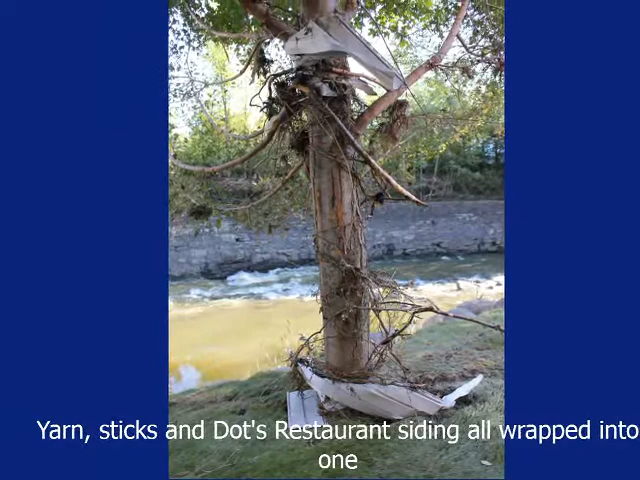 Yarn, sticks and Dot's Restaurant siding all wrapped into
one